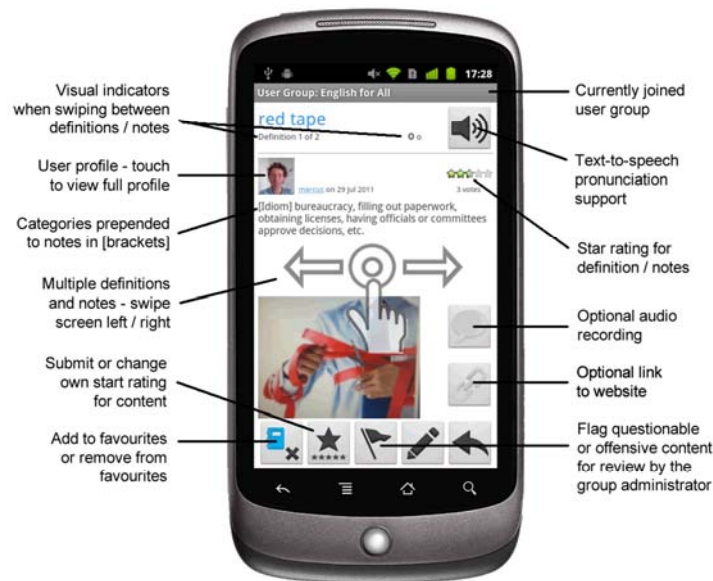 Visual indicators
when swiping between
definitions / notes
User profile - touch
to view full profile
Categories prepended
to notes in [brackets]
Multiple definitions
and notes - swipe
screen left / right
Submit or change
own start rating
for content
Add to favourites
or remove from
favourites
17:28
User Group: English for All
red tape
Definition 1 of 2
marcus on 29 Jul 2011
3 votes
[Idiom] bureaucracy, filling out paperwork,
obtaining licenses, having officials or committees
approve decisions, etc.
Currently joined
user group
Text-to-speech
pronunciation
support
Star rating for
definition / notes
Optional audio
recording
Optional link
to website
Flag questionable
or offensive content
for review by the
group administrator